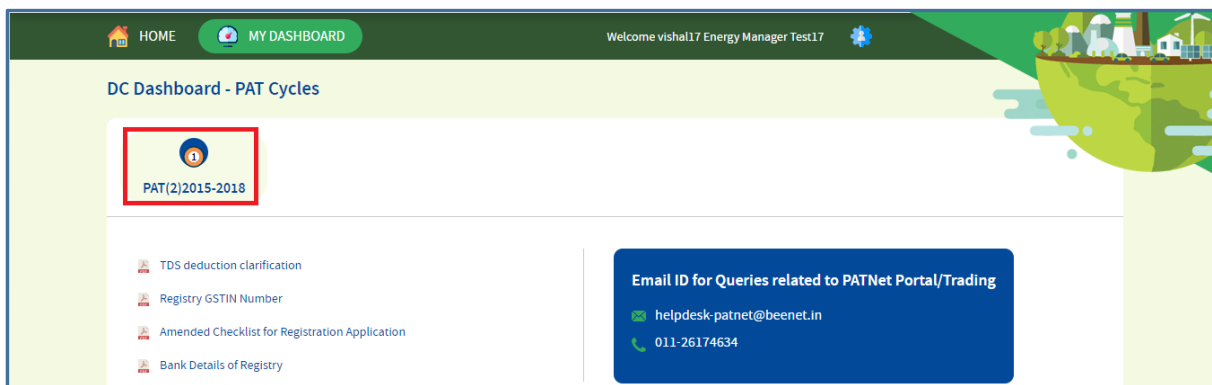 HOME
MY DASHBOARD
Welcome vishal17 Energy Manager Test17
DC Dashboard - PAT Cycles
1
PAT(2)2015-2018
TDS deduction clarification
Registry GSTIN Number
Amended Checklist for Registration Application
Bank Details of Registry
Email ID for Queries related to PATNet Portal/Trading
helpdesk-patnet@beenet.in
011-26174634